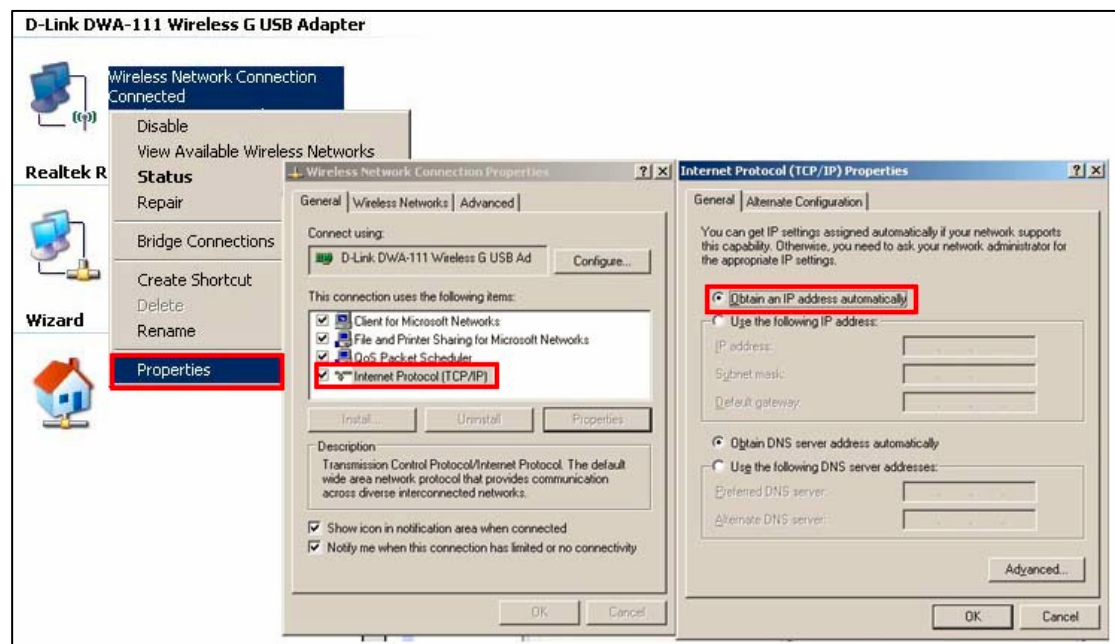 D-Link DWA-111 Wireless G USB Adapter
Wireless Network Connection
Connected
Disable
View Available Wireless Networks
Realtek R
Status
Repair
Bridge Connections
Create Shortcut
Delete
Wizard
Rename
Properties
Wireless Network Connection Properties
General
Wireless Networks
Advanced
Connect using:
D-Link DWA-111 Wireless G USB Ad
Configure...
This connection uses the following items:
Client for Microsoft Networks
File and Printer Sharing for Microsoft Networks
QoS Packet Scheduler
Internet Protocol (TCP/IP)
Install...
Uninstall
Properties
Description
Transmission Control Protocol/Internet Protocol. The default
wide area network protocol that provides communication
across diverse interconnected networks.
Show icon in notification area when connected
Notify me when this connection has limited or no connectivity
OK
Cancel
Internet Protocol (TCP/IP) Properties
General
Alternate Configuration
You can get IP settings assigned automatically if your network supports
this capability. Otherwise, you need to ask your network administrator for
the appropriate IP settings.
Obtain an IP address automatically
Use the following IP address:
IP address:
Subnet mask:
Default gateway:
Obtain DNS server address automatically
Use the following DNS server addresses:
Preferred DNS server:
Alternate DNS server:
Advanced...
OK
Cancel